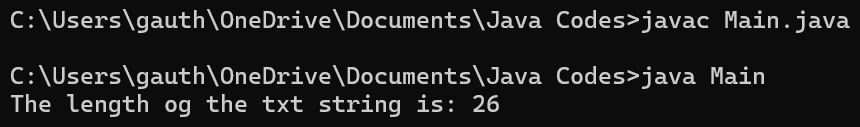 C:\Users\gauth\OneDrive\Documents\Java Codes>javac Main.java
C:\Users\gauth\OneDrive\Documents\Java Codes>java Main
The length og the txt string is: 26